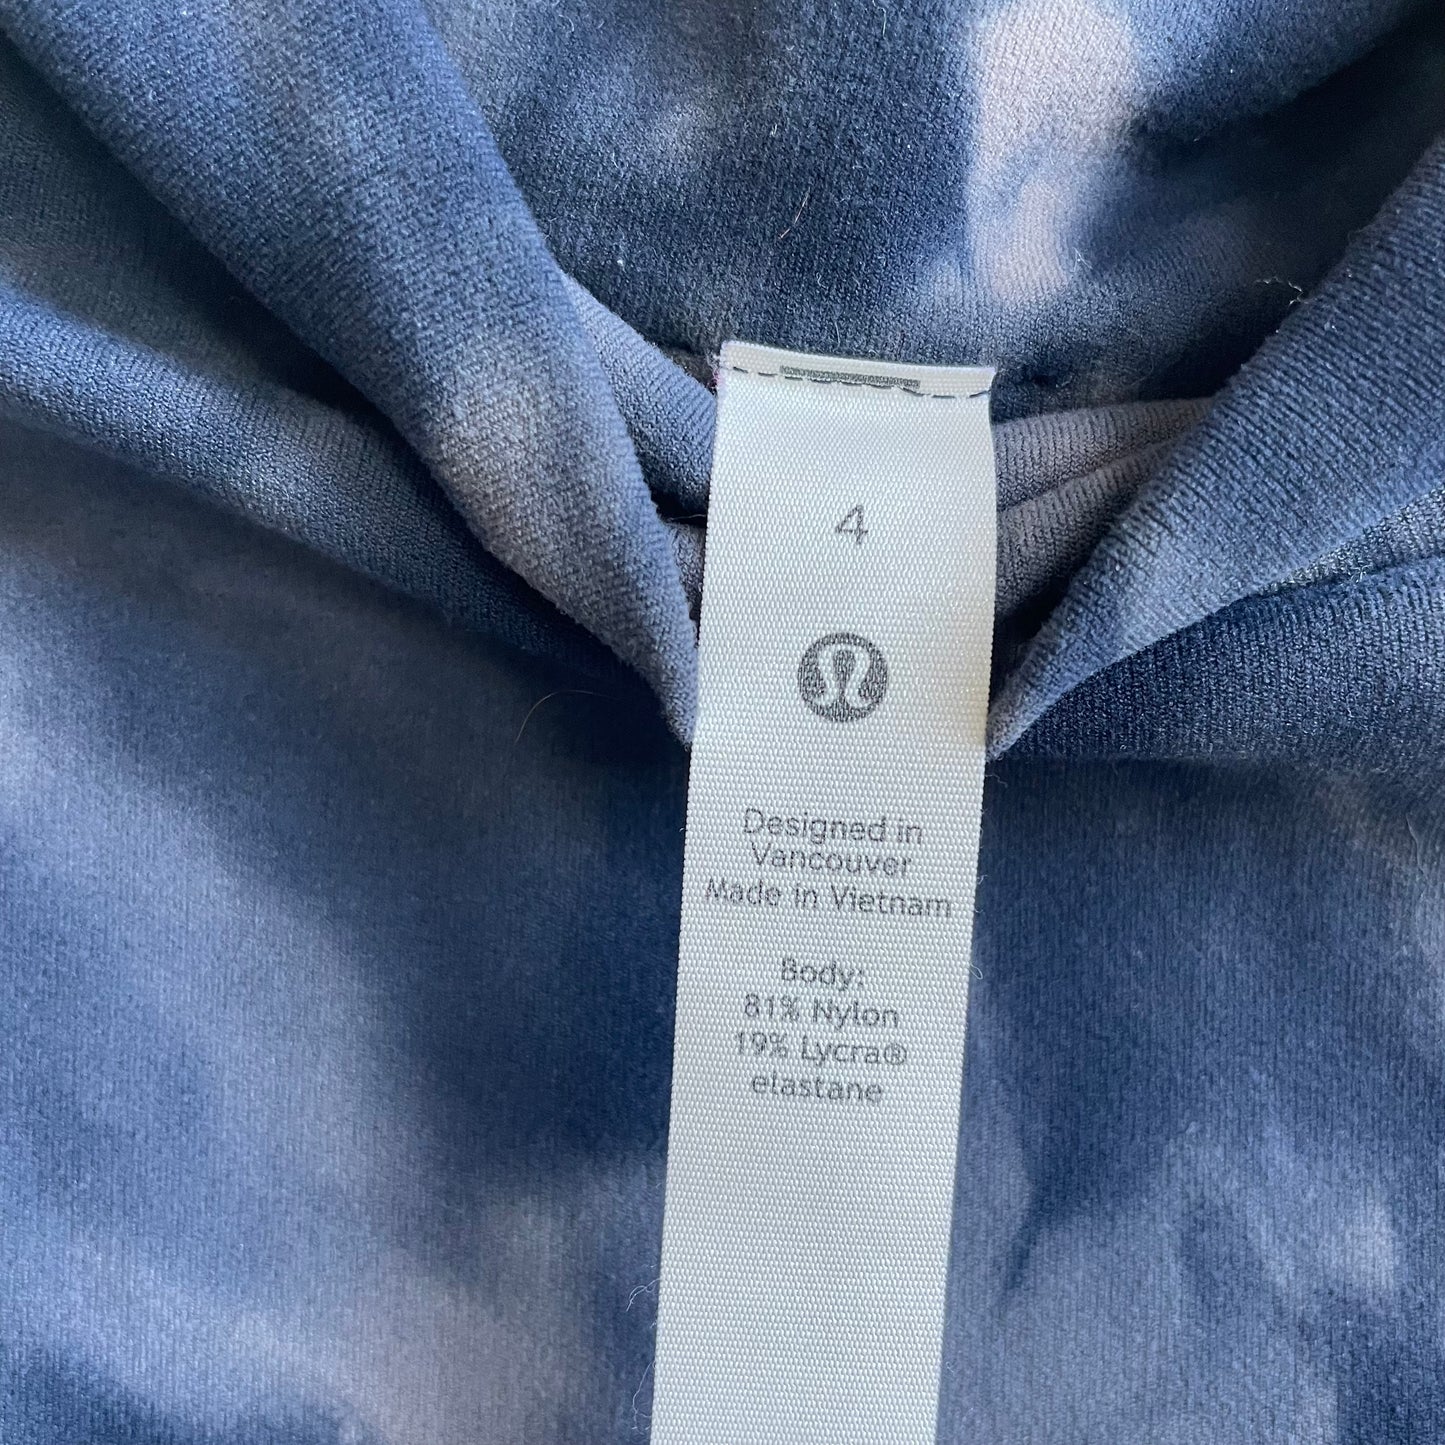 4
Designed in
Vancouver
Made in Vietnam
Body:
81% Nylon
19% Lycra®
elastane